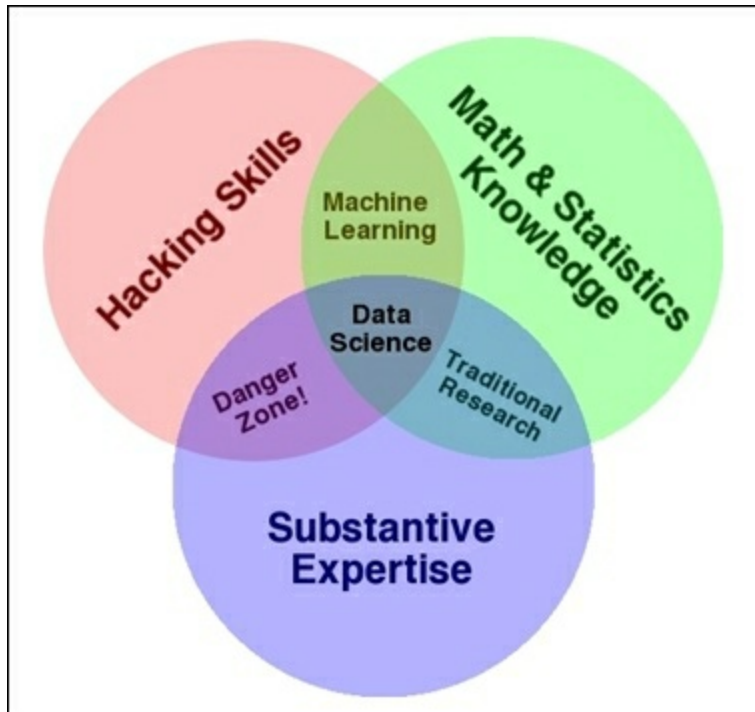 Hacking Skills
Math & Statistics
Knowledge
Machine
Learning
Data
Science
Danger
Zone!
Traditional
Research
Substantive
Expertise